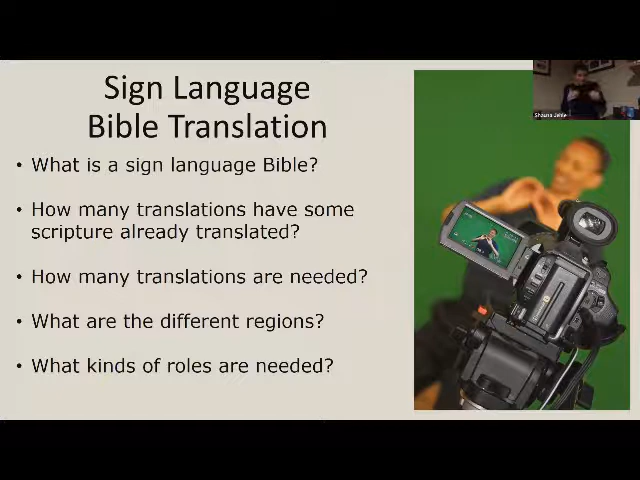 Sign Language
Bible Translation
• What is a sign language Bible?
• How many translations have some
scripture already translated?
• How many translations are needed?
• What are the different regions?
• What kinds of roles are needed?